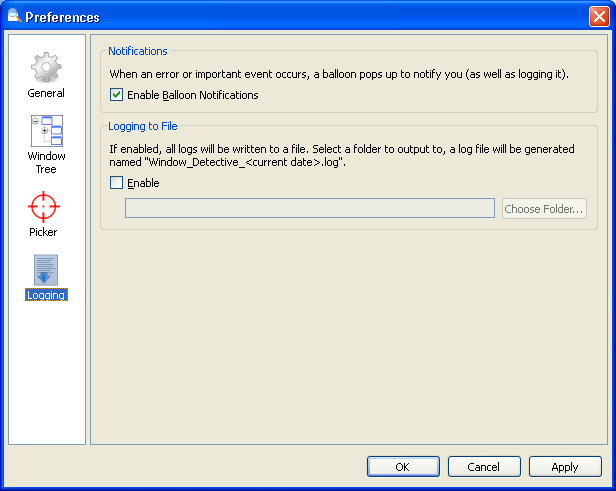 Preferences
General
Window
Tree
Picker
Logging
Notifications
When an error or important event occurs, a balloon pops up to notify you (as well as logging it).
Enable Balloon Notifications
Logging to File
If enabled, all logs will be written to a file. Select a folder to output to, a log file will be generated
named "Window_Detective_<current date>.log".
Enable
Choose Folder...
OK
Cancel
Apply